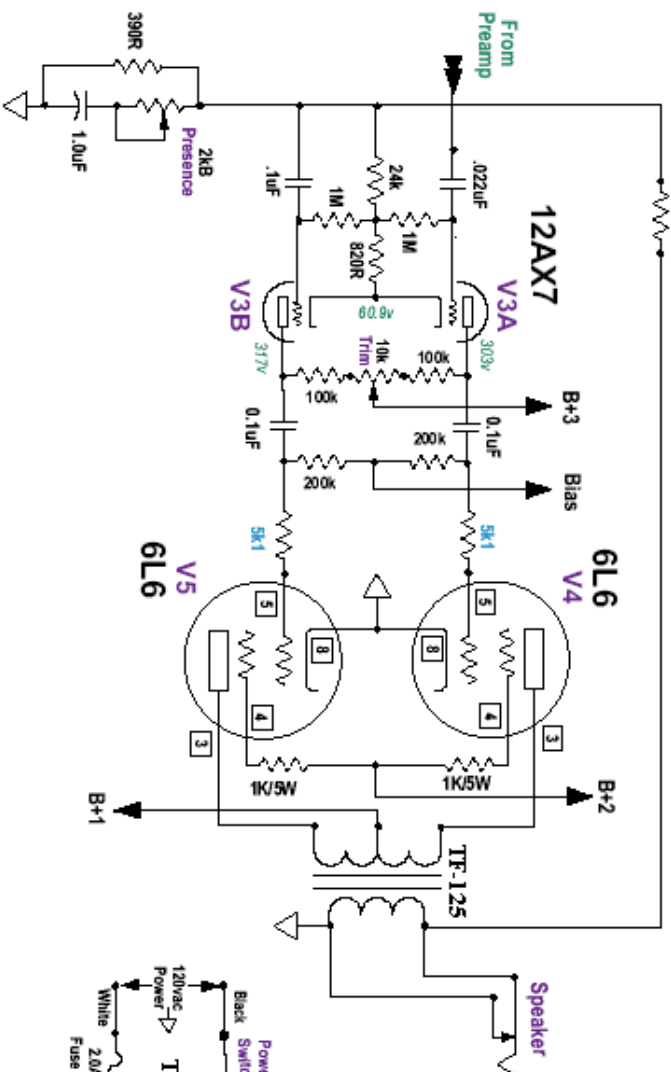 390R
2kB
Presence
1.0uF
From
Preamp
.022uF
24k
.1uF
1M
1M
820R
12AX7
V3A
V3B
60.9v
303v
317v
10k
Trim
100k
100k
B+3
0.1uF
0.1uF
200k
200k
Bias
5k1
5k1
6L6
V4
V5
6L6
5
5
8
8
4
4
3
3
1K/5W
1K/5W
B+2
B+1
TF-125
Speaker
120vac
Power
Black
White
Fuse